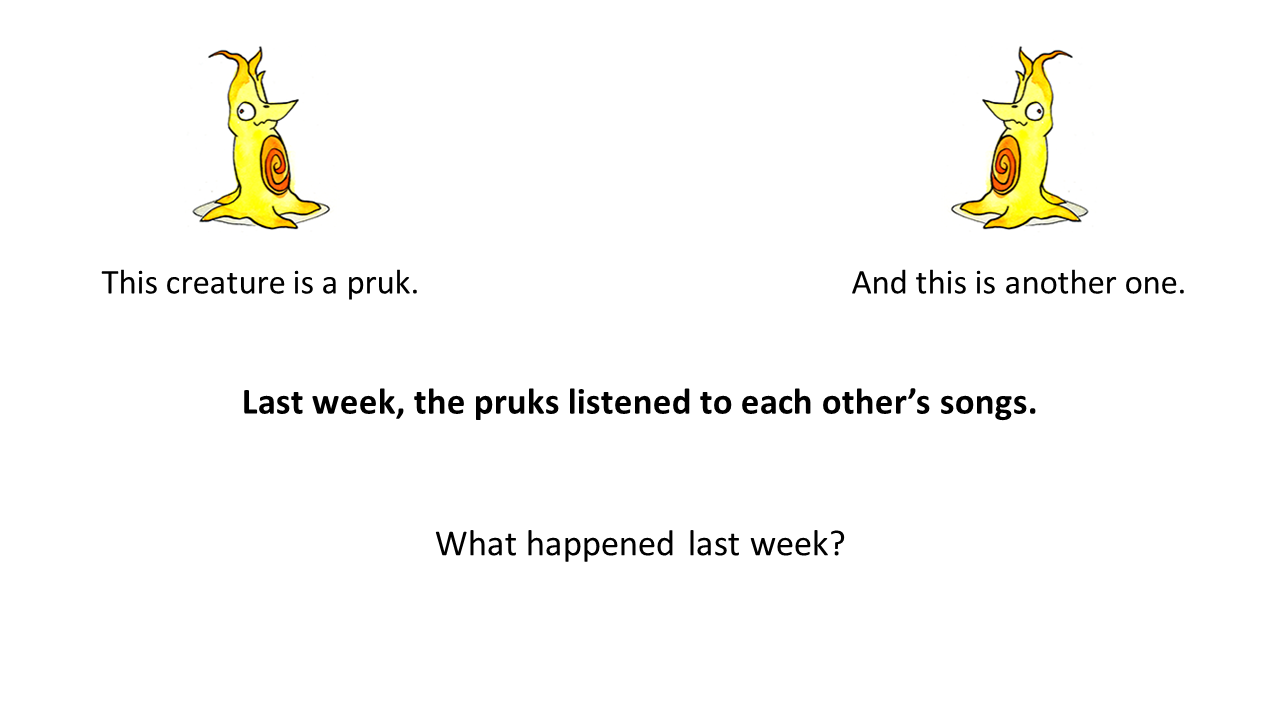 This creature is a pruk.
And this is another one.
Last week, the pruks listened to each other’s songs.
What happened last week?